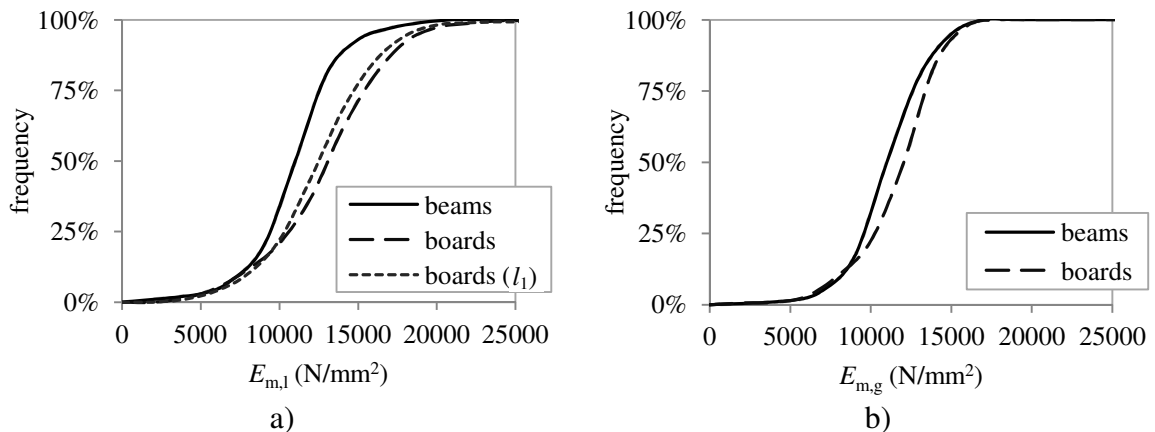 100%
75%
50%
25%
0%
frequency
beams
boards
boards (l1)
0 5000 10000 15000 20000 25000
Em,l (N/mm²)
a)
100%
75%
50%
25%
0%
frequency
beams
boards
0 5000 10000 15000 20000 25000
Em,g (N/mm²)
b)